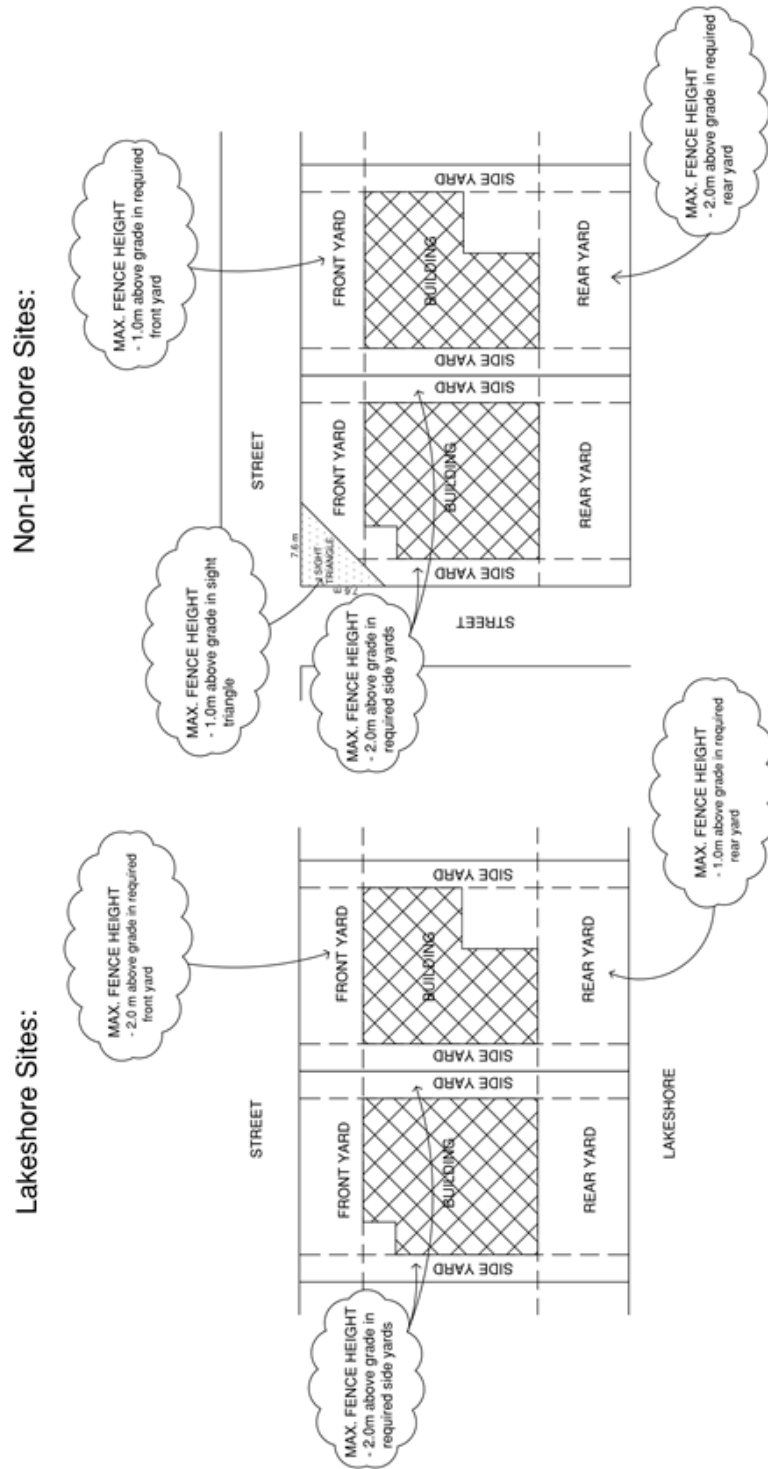 Lakeshore Sites:
MAX. FENCE HEIGHT
- 2.0 m above grade in required
front yard
STREET
FRONT YARD
FRONT YARD
MAX. FENCE HEIGHT
- 2.0m above grade in
required side yards
SIDE YARD
BUILDING
SIDE YARD
SIDE YARD
BUILDING
SIDE YARD
REAR YARD
REAR YARD
LAKESHORE
MAX. FENCE HEIGHT
- 1.0m above grade in required
rear yard
Non-Lakeshore Sites:
MAX. FENCE HEIGHT
- 1.0m above grade in required
front yard
MAX. FENCE HEIGHT
- 1.0m above grade in sight
triangle
STREET
7.6 m
SIGHT
TRIANGLE
FRONT YARD
FRONT YARD
MAX. FENCE HEIGHT
- 2.0m above grade in
required side yards
STREET
SIDE YARD
BUILDING
SIDE YARD
SIDE YARD
BUILDING
SIDE YARD
REAR YARD
REAR YARD
MAX. FENCE HEIGHT
- 2.0m above grade in required
rear yard